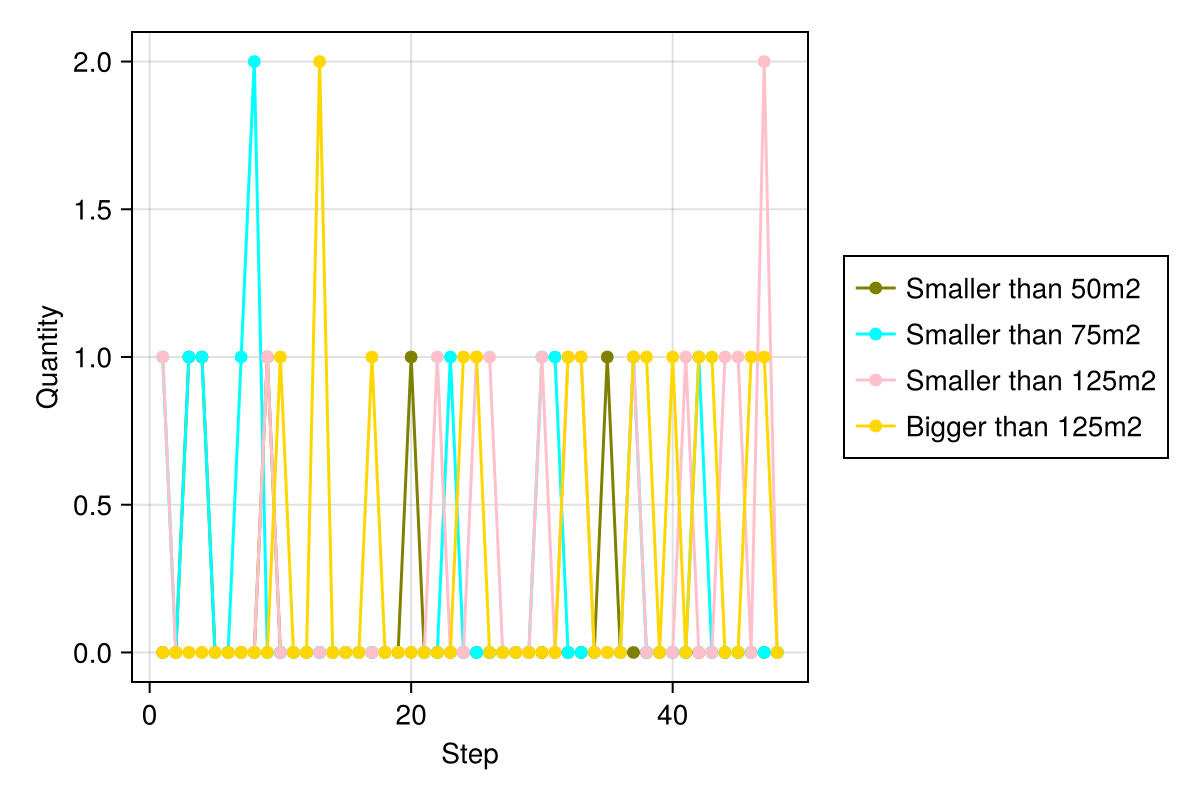 2.0
1.5
1.0
0.5
0.0
Quantity
0
20
40
Step
Smaller than 50m2
Smaller than 75m2
Smaller than 125m2
Bigger than 125m2